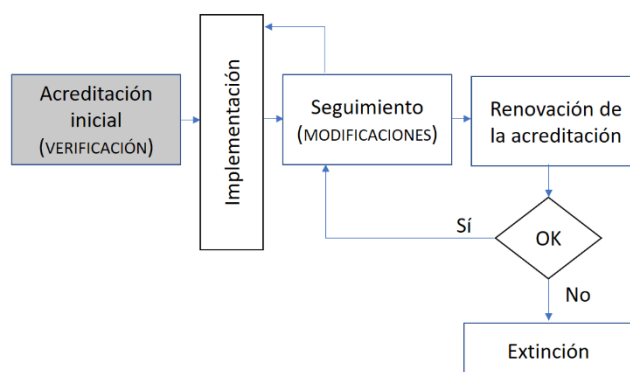 Acreditación
inicial
(VERIFICACIÓN)
Implementación
Seguimiento
(MODIFICACIONES)
Renovación de
la acreditación
OK
Sí
No
Extinción